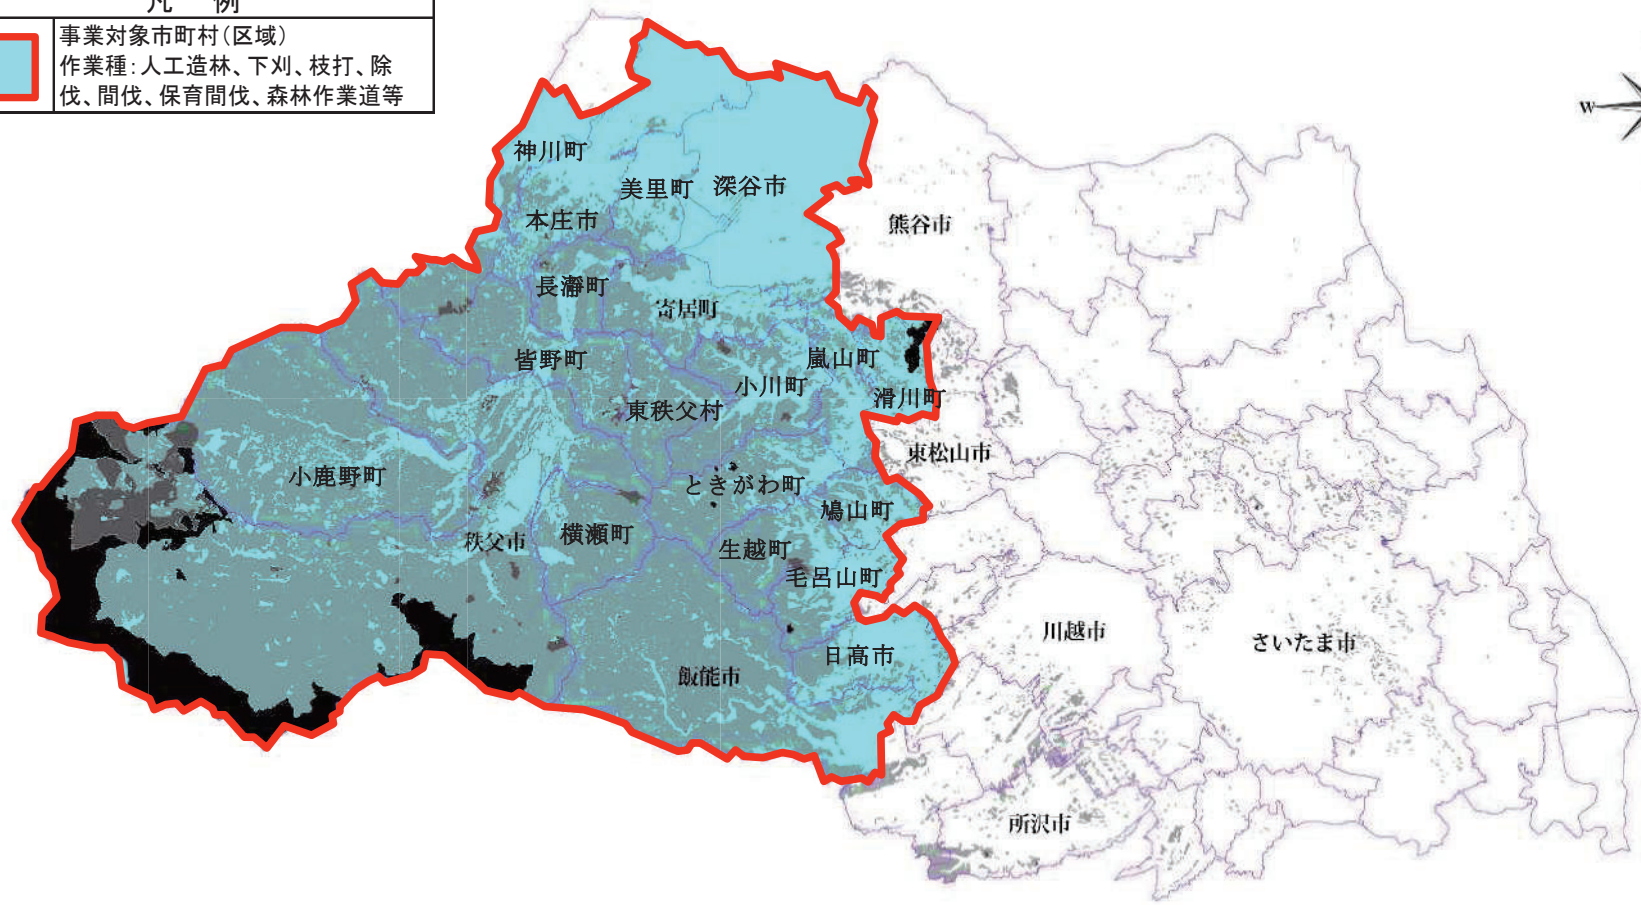 凡 例
事業対象市町村(区域)
作業種:人工造林、下刈、枝打、除
伐、間伐、保育間伐、森林作業道等
W
神川町
美里町
深谷市
本庄市
熊谷市
長瀞町
寄居町
皆野町
嵐山町
小川町
滑川町
東秩父村
東松山市
小鹿野町
ときがわ町
鳩山町
秩父市
横瀬町
生越町
毛呂山町
川越市
さいたま市
日高市
飯能市
所沢市